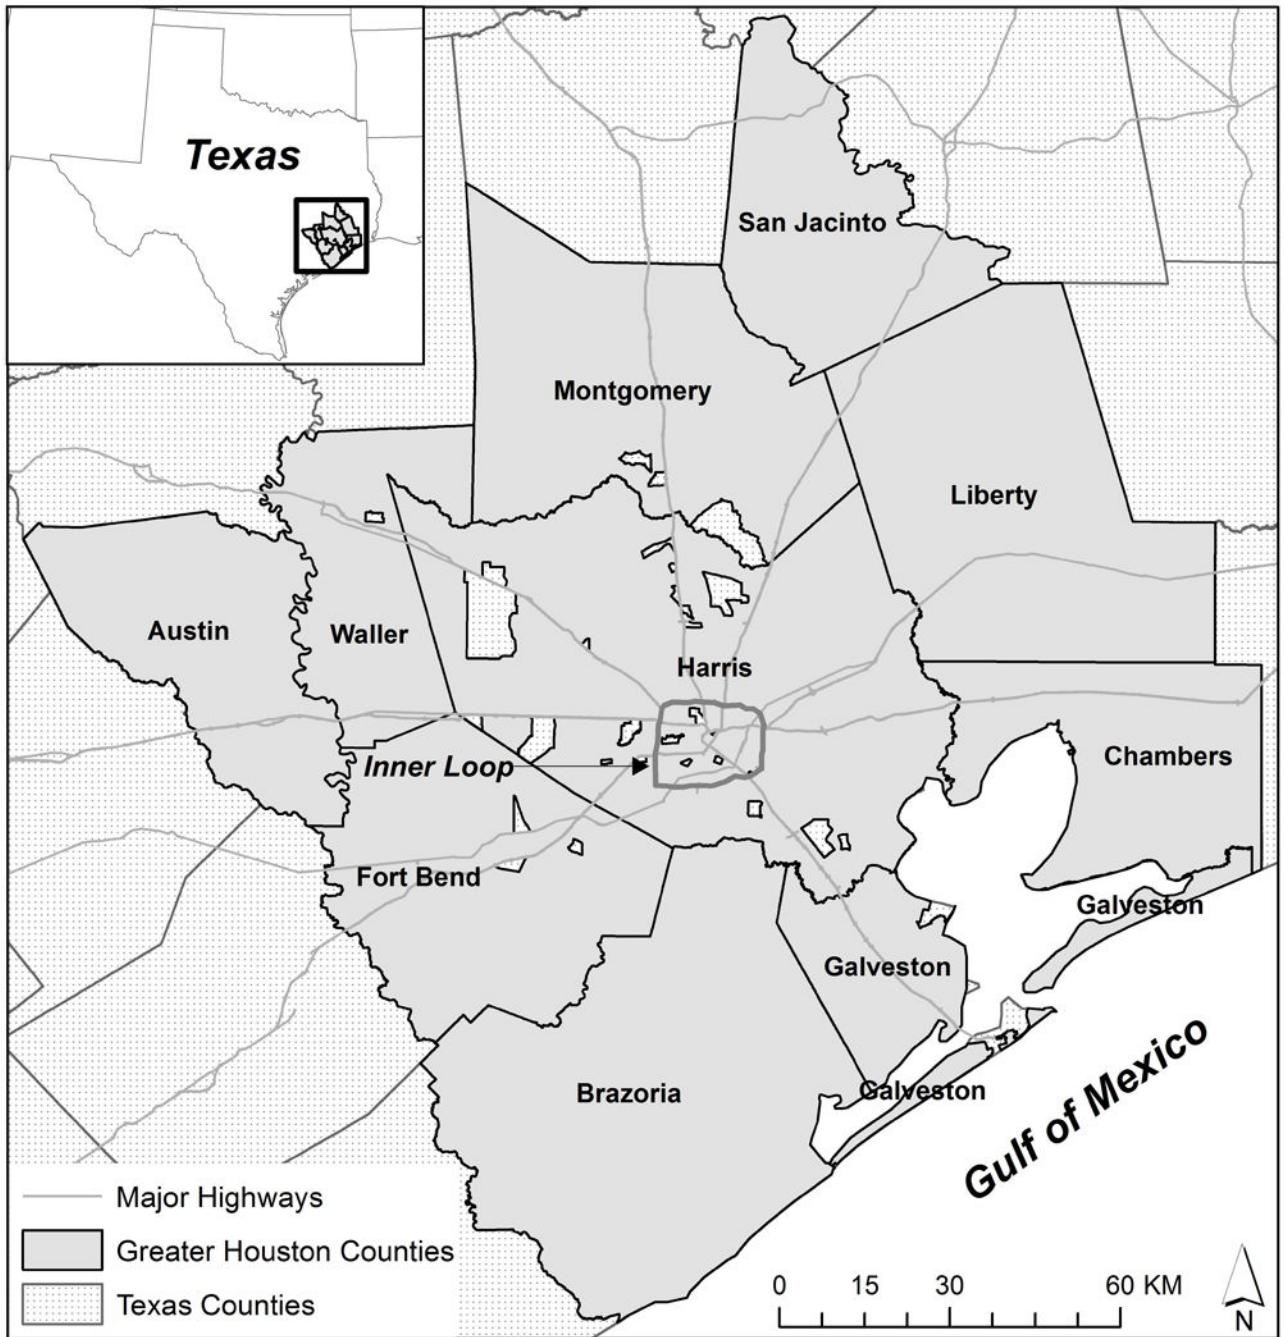 Texas
San Jacinto
Montgomery
Liberty
Austin
Waller
Harris
Inner Loop
Chambers
Fort Bend
Galveston
Galveston
Brazoria
Galveston
Gulf of Mexico
Major Highways
Greater Houston Counties
Texas Counties
0 15 30 60 KM
N